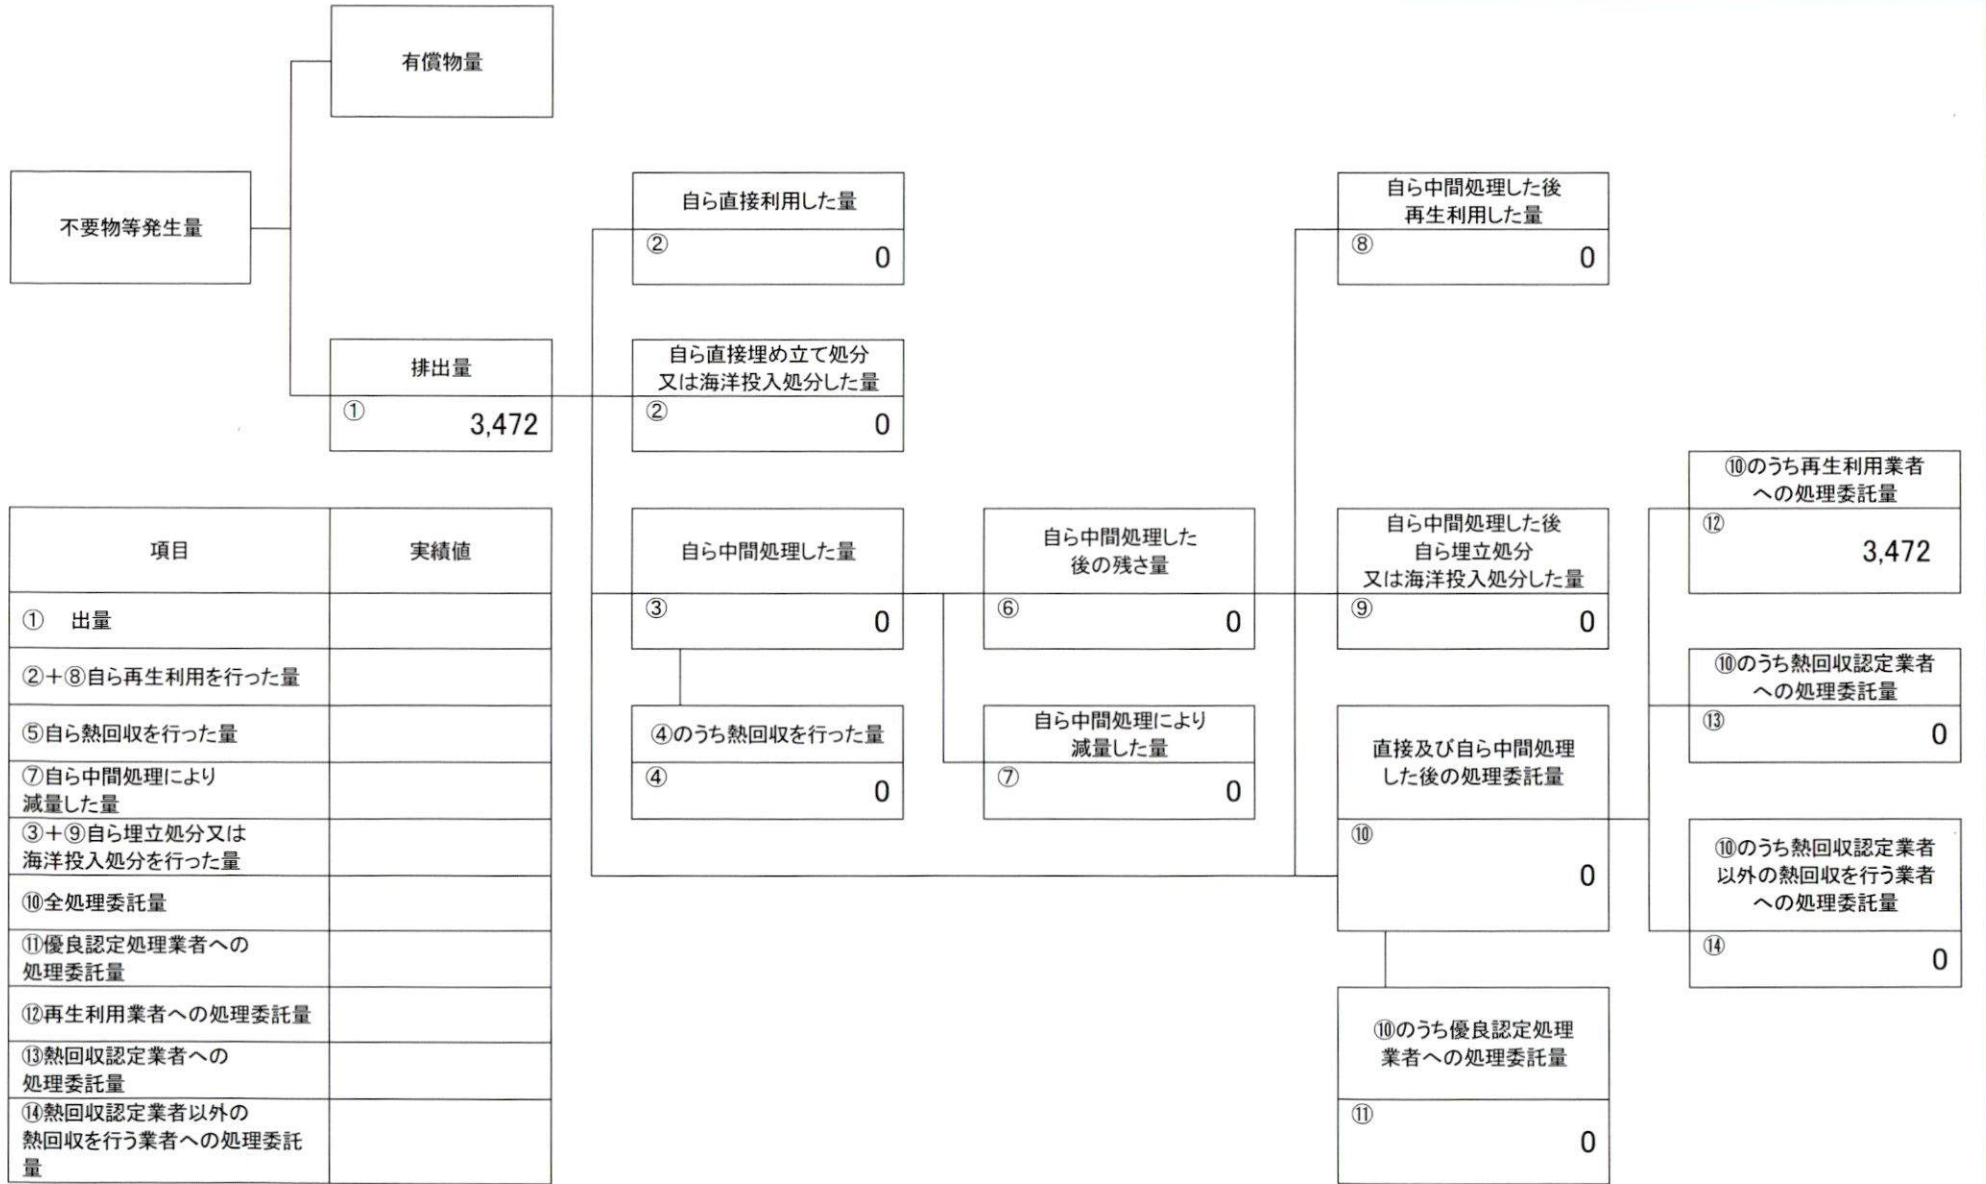 有償物量
不要物等発生量
排出量
①
3,472
自ら直接利用した量
②
0
自ら直接埋め立て処分
又は海洋投入処分した量
②
0
自ら中間処理した量
③
0
④のうち熱回収を行った量
④
0
自ら中間処理した
後の残さ量
⑥
0
自ら中間処理により
減量した量
⑦
0
自ら中間処理した後
再生利用した量
⑧
0
自ら中間処理した後
自ら埋立処分
又は海洋投入処分した量
⑨
0
直接及び自ら中間処理
した後の処理委託量
⑩
0
⑩のうち優良認定処理
業者への処理委託量
⑪
0
⑩のうち再生利用業者
への処理委託量
⑫
3,472
⑩のうち熱回収認定業者
への処理委託量
⑬
0
⑩のうち熱回収認定業者
以外の熱回収を行う業者
への処理委託量
⑭
0
項目
実績値
① 出量
②+⑧自ら再生利用を行った量
⑤自ら熱回収を行った量
⑦自ら中間処理により
減量した量
③+⑨自ら埋立処分又は
海洋投入処分を行った量
⑩全処理委託量
⑪優良認定処理業者への
処理委託量
⑫再生利用業者への処理委託量
⑬熱回収認定業者への
処理委託量
⑭熱回収認定業者以外の
熱回収を行う業者への処理委託
量